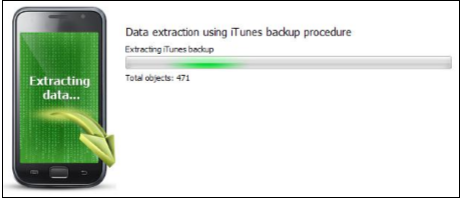 Data extraction using iTunes backup procedure
Extracting iTunes backup
Total objects: 471
Extracting
data...